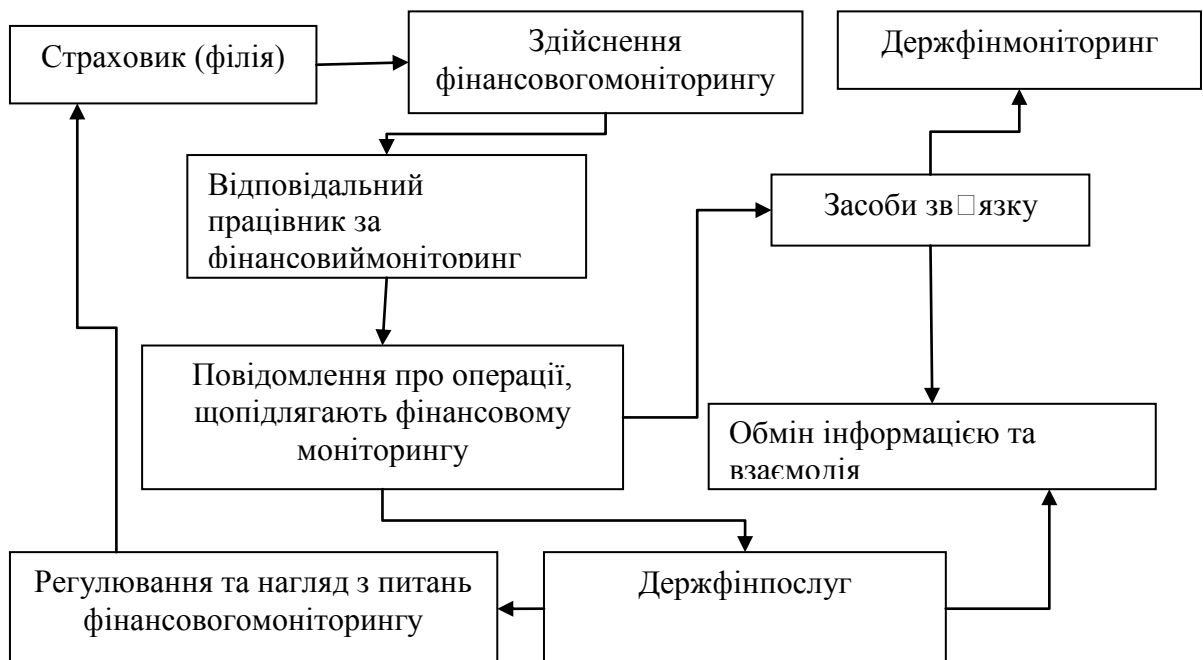 Страховик (філія)
Здійснення
фінансовогомоніторингу
Держфінмоніторинг
Відповідальний
працівник за
фінансовиймоніторинг
Засоби зв□язку
Повідомлення про операції,
щопідлягають фінансовому
моніторингу
Обмін інформацією та
взаємодія
Регулювання та нагляд з питань
фінансовогомоніторингу
Держфінпослуг